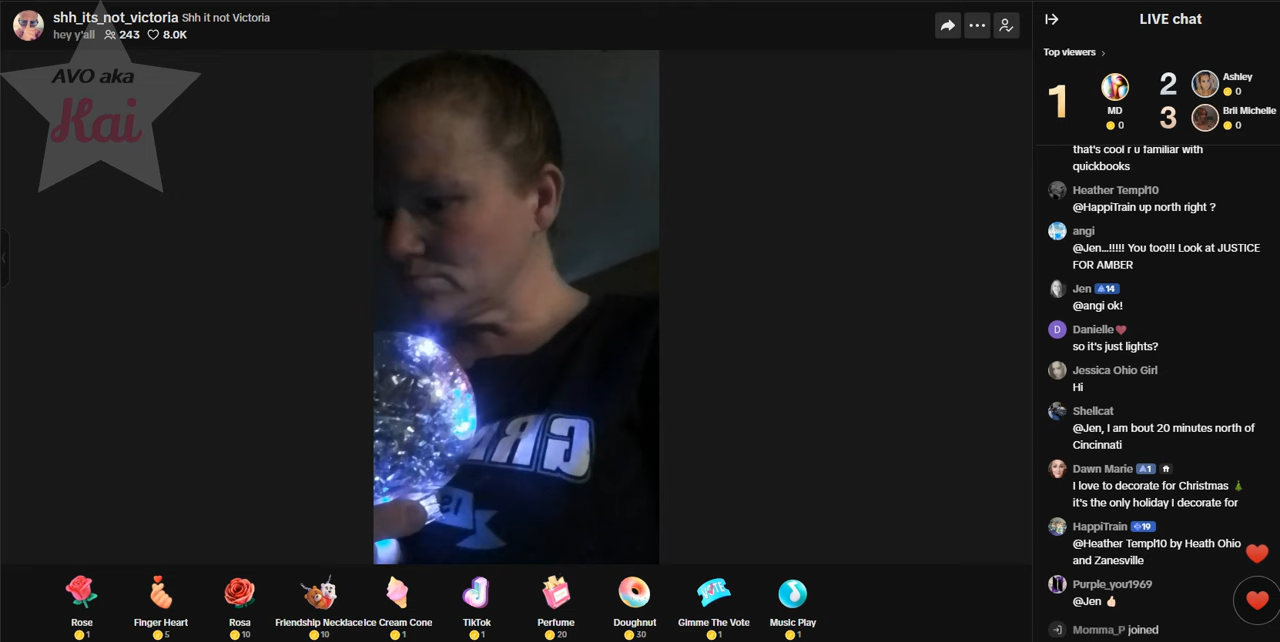 shh_its_not_victoria Shh it not Victoria
hey y'all 243 8.0K
AVO aka
Kai
LIVE chat
Top viewers
1
MD
0
2
Ashley
0
3
Bril Michelle
0
that's cool r u familiar with
quickbooks
Heather Templ10
@HappiTrain up north right ?
angi
@Jen...!!!!! You too!!! Look at JUSTICE
FOR AMBER
Jen 14
@angi ok!
D
Danielle
so it's just lights?
Jessica Ohio Girl
Hi
Shellcat
@Jen, I am bout 20 minutes north of
Cincinnati
Dawn Marie 1
I love to decorate for Christmas 🎄
it's the only holiday I decorate for
HappiTrain 19
@Heather Templ10 by Heath Ohio
and Zanesville
Purple_you1969
@Jen 👍🏻
Momma_P joined
Rose
1
Finger Heart
5
Rosa
10
Friendship Necklace
10
Ice Cream Cone
1
TikTok
1
Perfume
20
Doughnut
30
VOTE
Gimme The Vote
1
Music Play
1